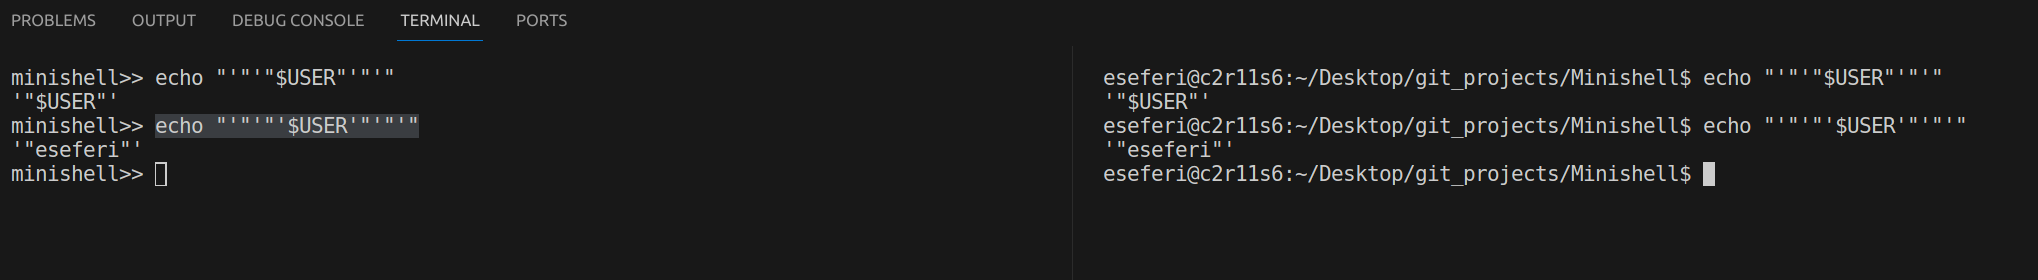 PROBLEMS OUTPUT DEBUG CONSOLE TERMINAL PORTS
minishell>> echo "'"'"$USER"'"'"
'"$USER"'
minishell>> echo "'"'"'$USER'"'"'"
'"eseferi"'
minishell>>
eseferi@c2r11s6:~/Desktop/git_projects/Minishell$ echo "'"'"$USER"'"'"
'"$USER"'
eseferi@c2r11s6:~/Desktop/git_projects/Minishell$ echo "'"'"'$USER'"'"'"
'"eseferi"'
eseferi@c2r11s6:~/Desktop/git_projects/Minishell$